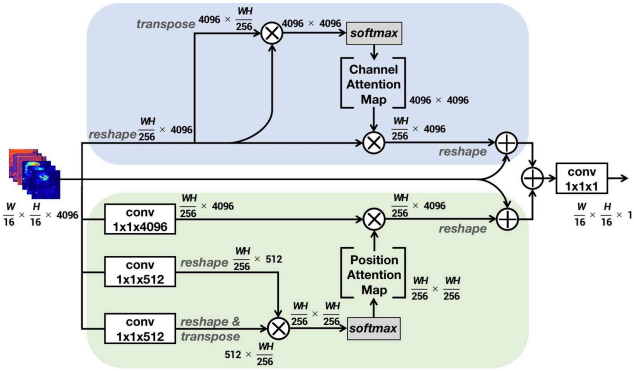 transpose 4096 × WH/256
4096 × 4096
softmax
Channel
Attention
Map
4096 × 4096
reshape WH/256 × 4096
WH/256 × 4096
reshape
W/16 × H/16 × 4096
conv
1x1x1
W/16 × H/16 × 1
conv
1x1x4096
WH/256 × 4096
WH/256 × 4096
reshape
conv
1x1x512
reshape WH/256 × 512
Position
Attention
Map
WH/256 × WH/256
conv
1x1x512
reshape &
transpose
512 × WH/256
WH/256 × WH/256
softmax